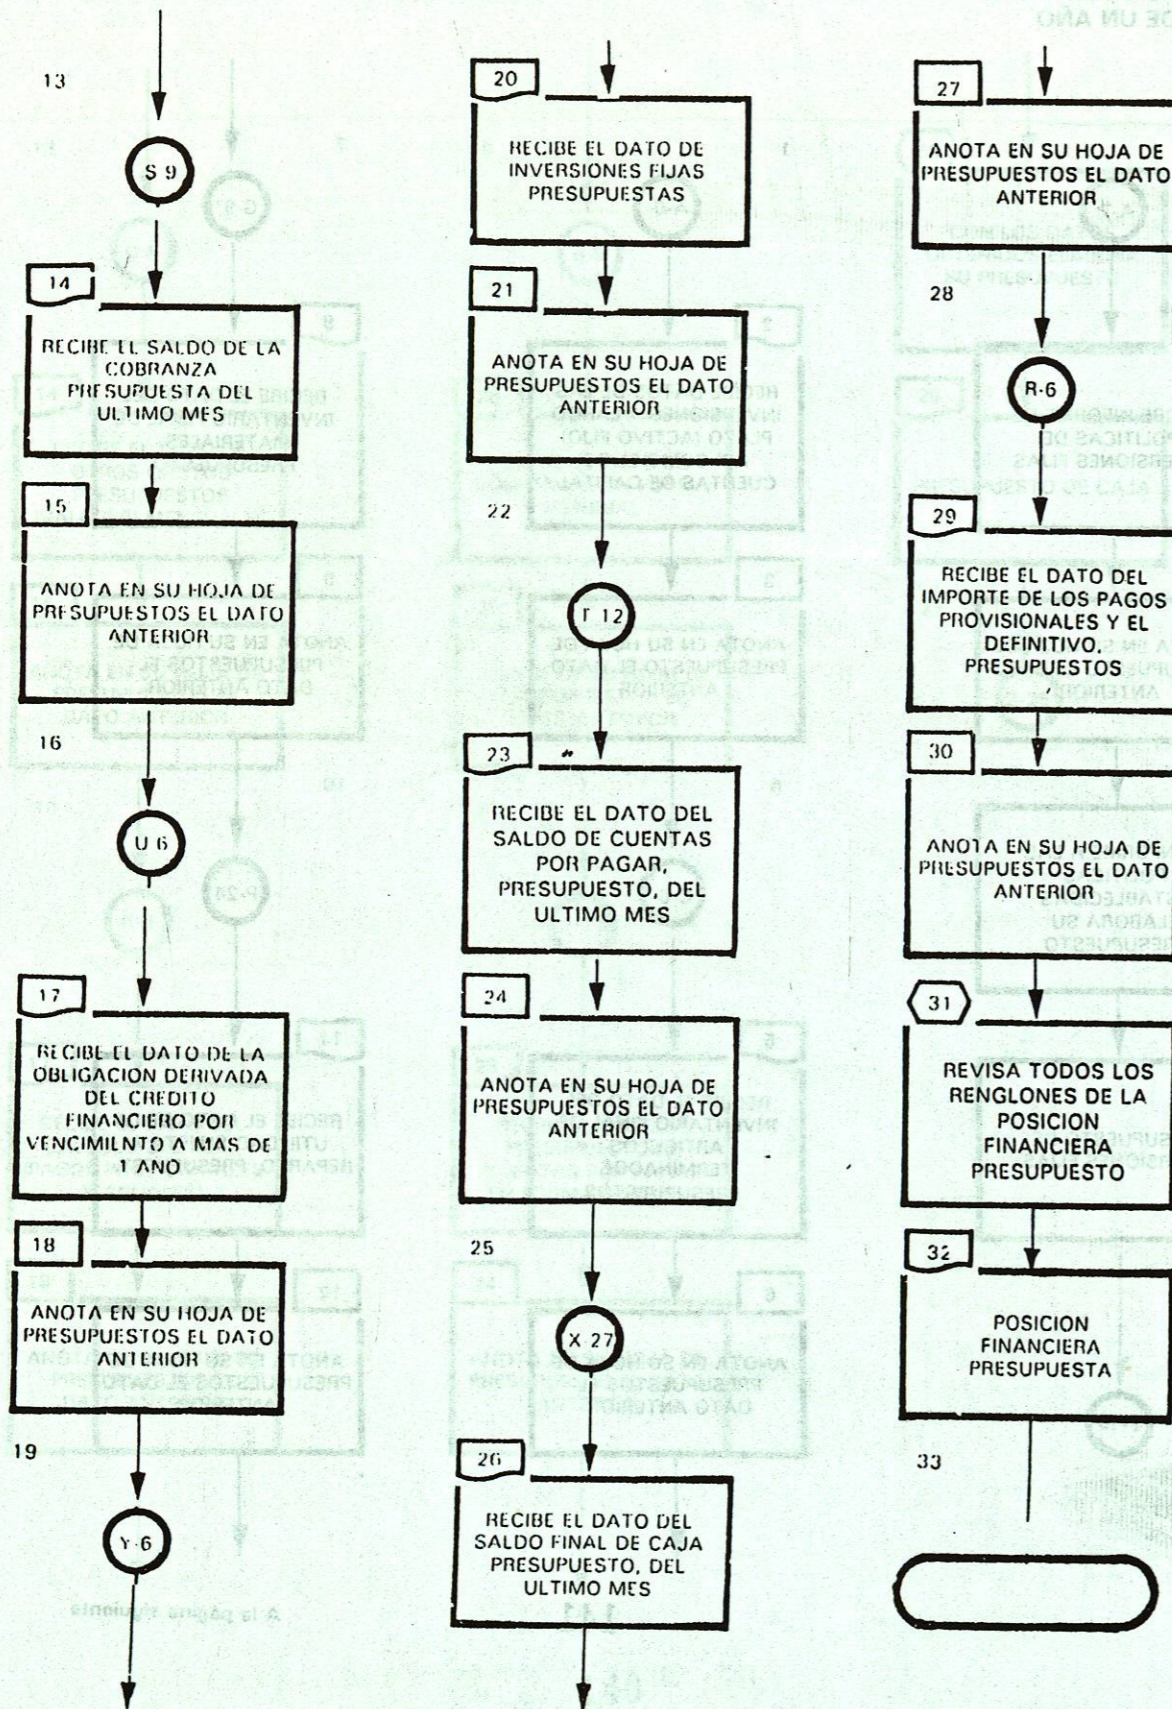 13
S 9
14
RECIBE EL SALDO DE LA
COBRANZA
PRESUPUESTA DEL
ULTIMO MES
15
ANOTA EN SU HOJA DE
PRESUPUESTOS EL DATO
ANTERIOR
16
U 6
17
RECIBE EL DATO DE LA
OBLIGACION DERIVADA
DEL CREDITO
FINANCIERO POR
VENCIMIENTO A MAS DE
1 ANO
18
ANOTA EN SU HOJA DE
PRESUPUESTOS EL DATO
ANTERIOR
19
Y-6
20
RECIBE EL DATO DE
INVERSIONES FIJAS
PRESUPUESTAS
21
ANOTA EN SU HOJA DE
PRESUPUESTOS EL DATO
ANTERIOR
22
T 12
23
RECIBE EL DATO DEL
SALDO DE CUENTAS
POR PAGAR,
PRESUPUESTO, DEL
ULTIMO MES
24
ANOTA EN SU HOJA DE
PRESUPUESTOS EL DATO
ANTERIOR
25
X-27
26
RECIBE EL DATO DEL
SALDO FINAL DE CAJA
PRESUPUESTO, DEL
ULTIMO MES
27
ANOTA EN SU HOJA DE
PRESUPUESTOS EL DATO
ANTERIOR
28
R-6
29
RECIBE EL DATO DEL
IMPORTE DE LOS PAGOS
PROVISIONALES Y EL
DEFINITIVO,
PRESUPUESTOS
30
ANOTA EN SU HOJA DE
PRESUPUESTOS EL DATO
ANTERIOR
31
REVISA TODOS LOS
RENGLONES DE LA
POSICION
FINANCIERA
PRESUPUESTO
32
POSICION
FINANCIERA
PRESUPUESTA
33